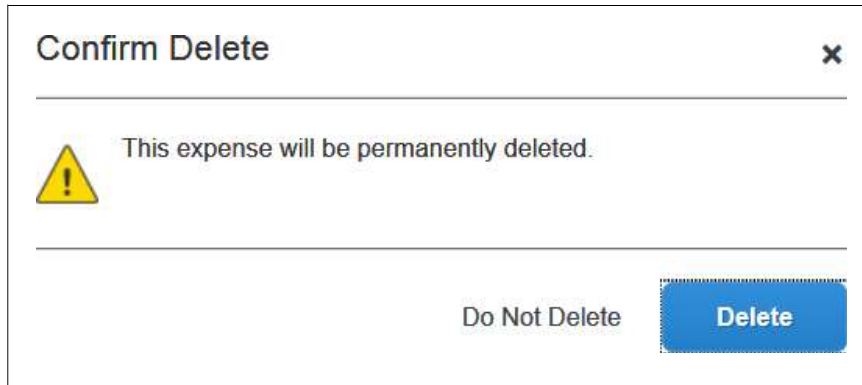 Confirm Delete
This expense will be permanently deleted.
Do Not Delete
Delete